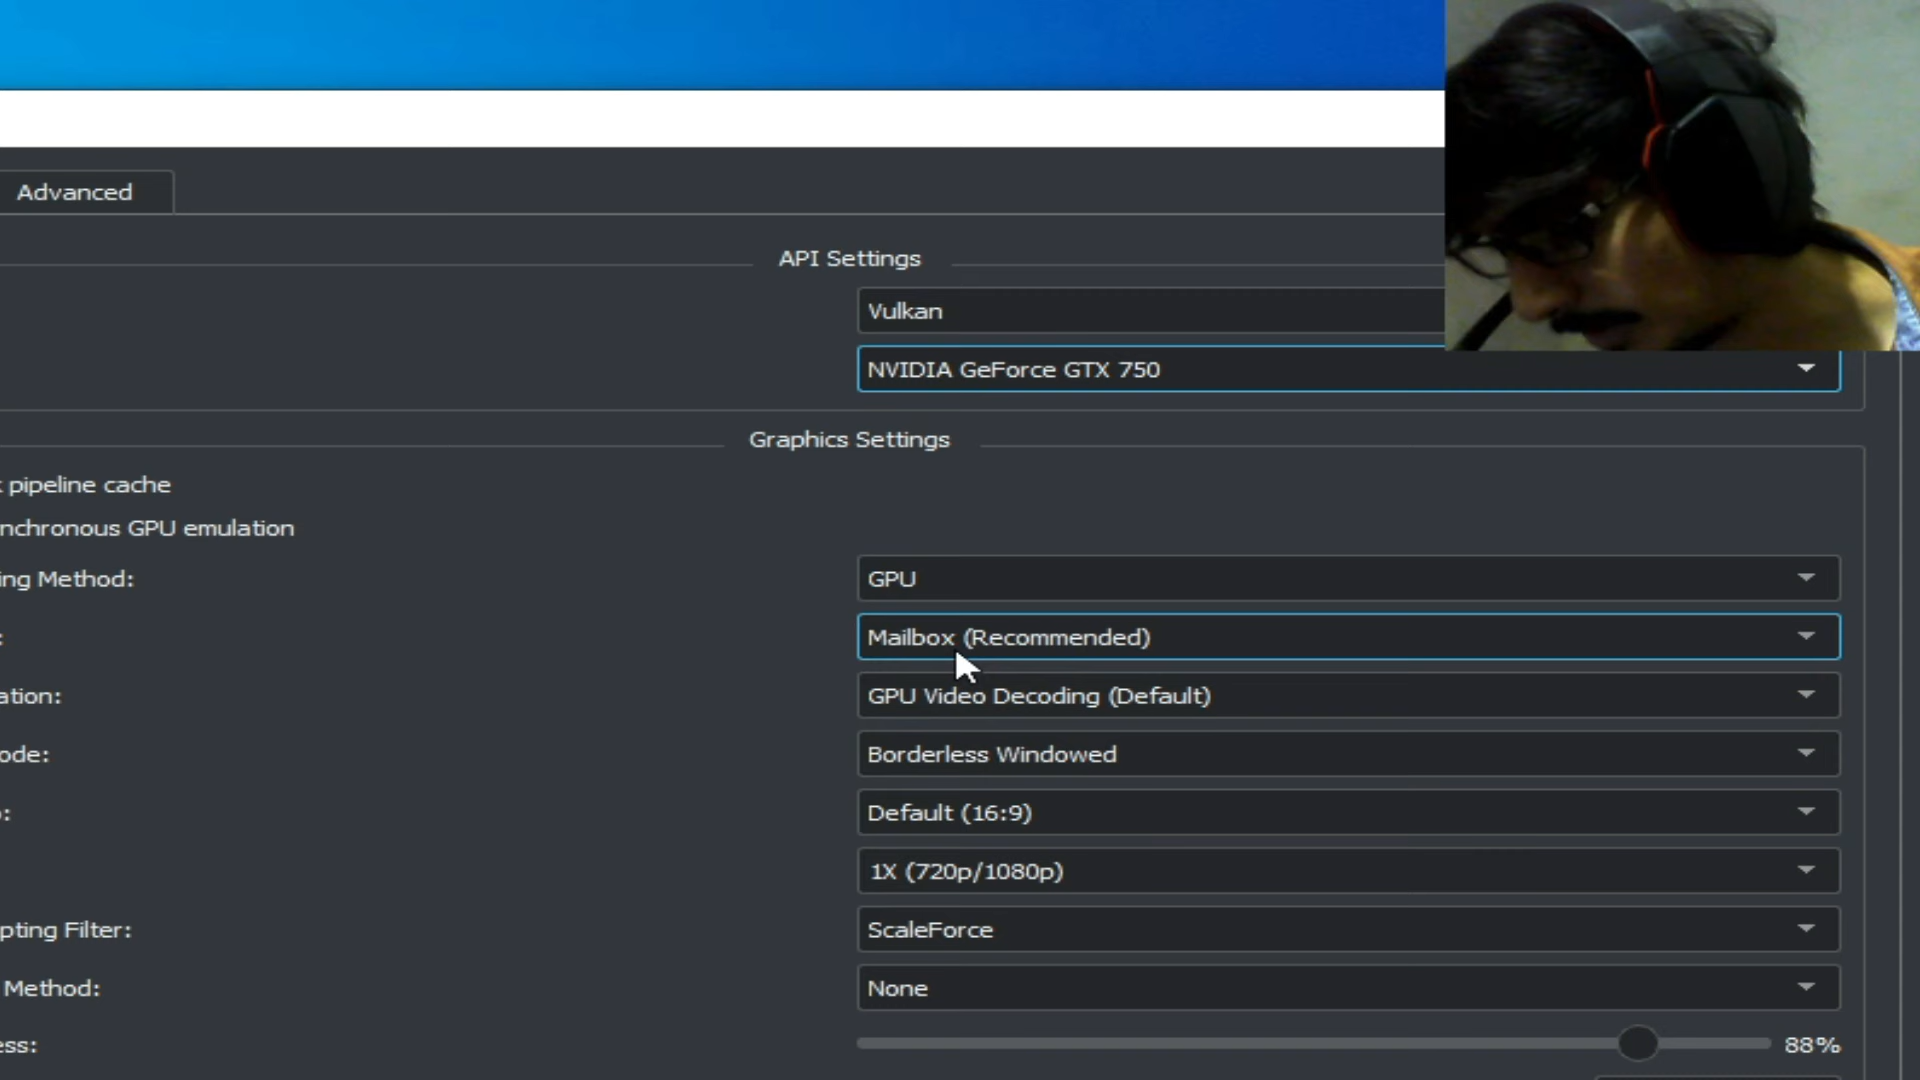 Advanced
API Settings
Vulkan
NVIDIA GeForce GTX 750
Graphics Settings
pipeline cache
nchronous GPU emulation
ing Method:
GPU
:
Mailbox (Recommended)
ation:
GPU Video Decoding (Default)
ode:
Borderless Windowed
:
Default (16:9)
1X (720p/1080p)
pting Filter:
ScaleForce
Method:
None
ess:
88%